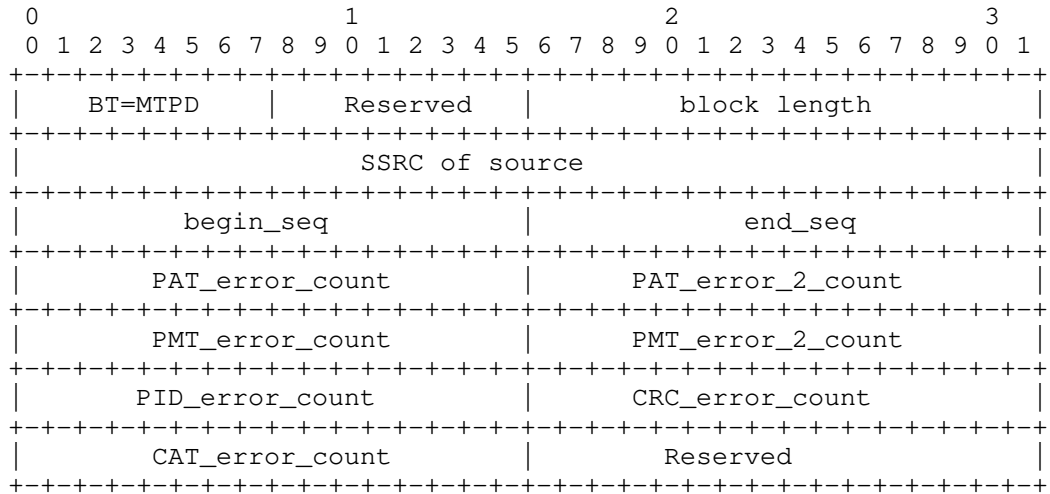 0                   1                   2                   3
0 1 2 3 4 5 6 7 8 9 0 1 2 3 4 5 6 7 8 9 0 1 2 3 4 5 6 7 8 9 0 1
+-+-+-+-+-+-+-+-+-+-+-+-+-+-+-+-+-+-+-+-+-+-+-+-+-+-+-+-+-+-+-+-+
|    BT=MTPD    |    Reserved   |         block length          |
+-+-+-+-+-+-+-+-+-+-+-+-+-+-+-+-+-+-+-+-+-+-+-+-+-+-+-+-+-+-+-+-+
|                     SSRC of source                            |
+-+-+-+-+-+-+-+-+-+-+-+-+-+-+-+-+-+-+-+-+-+-+-+-+-+-+-+-+-+-+-+-+
|          begin_seq            |             end_seq           |
+-+-+-+-+-+-+-+-+-+-+-+-+-+-+-+-+-+-+-+-+-+-+-+-+-+-+-+-+-+-+-+-+
|        PAT_error_count        |      PAT_error_2_count        |
+-+-+-+-+-+-+-+-+-+-+-+-+-+-+-+-+-+-+-+-+-+-+-+-+-+-+-+-+-+-+-+-+
|        PMT_error_count        |      PMT_error_2_count        |
+-+-+-+-+-+-+-+-+-+-+-+-+-+-+-+-+-+-+-+-+-+-+-+-+-+-+-+-+-+-+-+-+
|       PID_error_count         |      CRC_error_count          |
+-+-+-+-+-+-+-+-+-+-+-+-+-+-+-+-+-+-+-+-+-+-+-+-+-+-+-+-+-+-+-+-+
|        CAT_error_count        |        Reserved               |
+-+-+-+-+-+-+-+-+-+-+-+-+-+-+-+-+-+-+-+-+-+-+-+-+-+-+-+-+-+-+-+-+